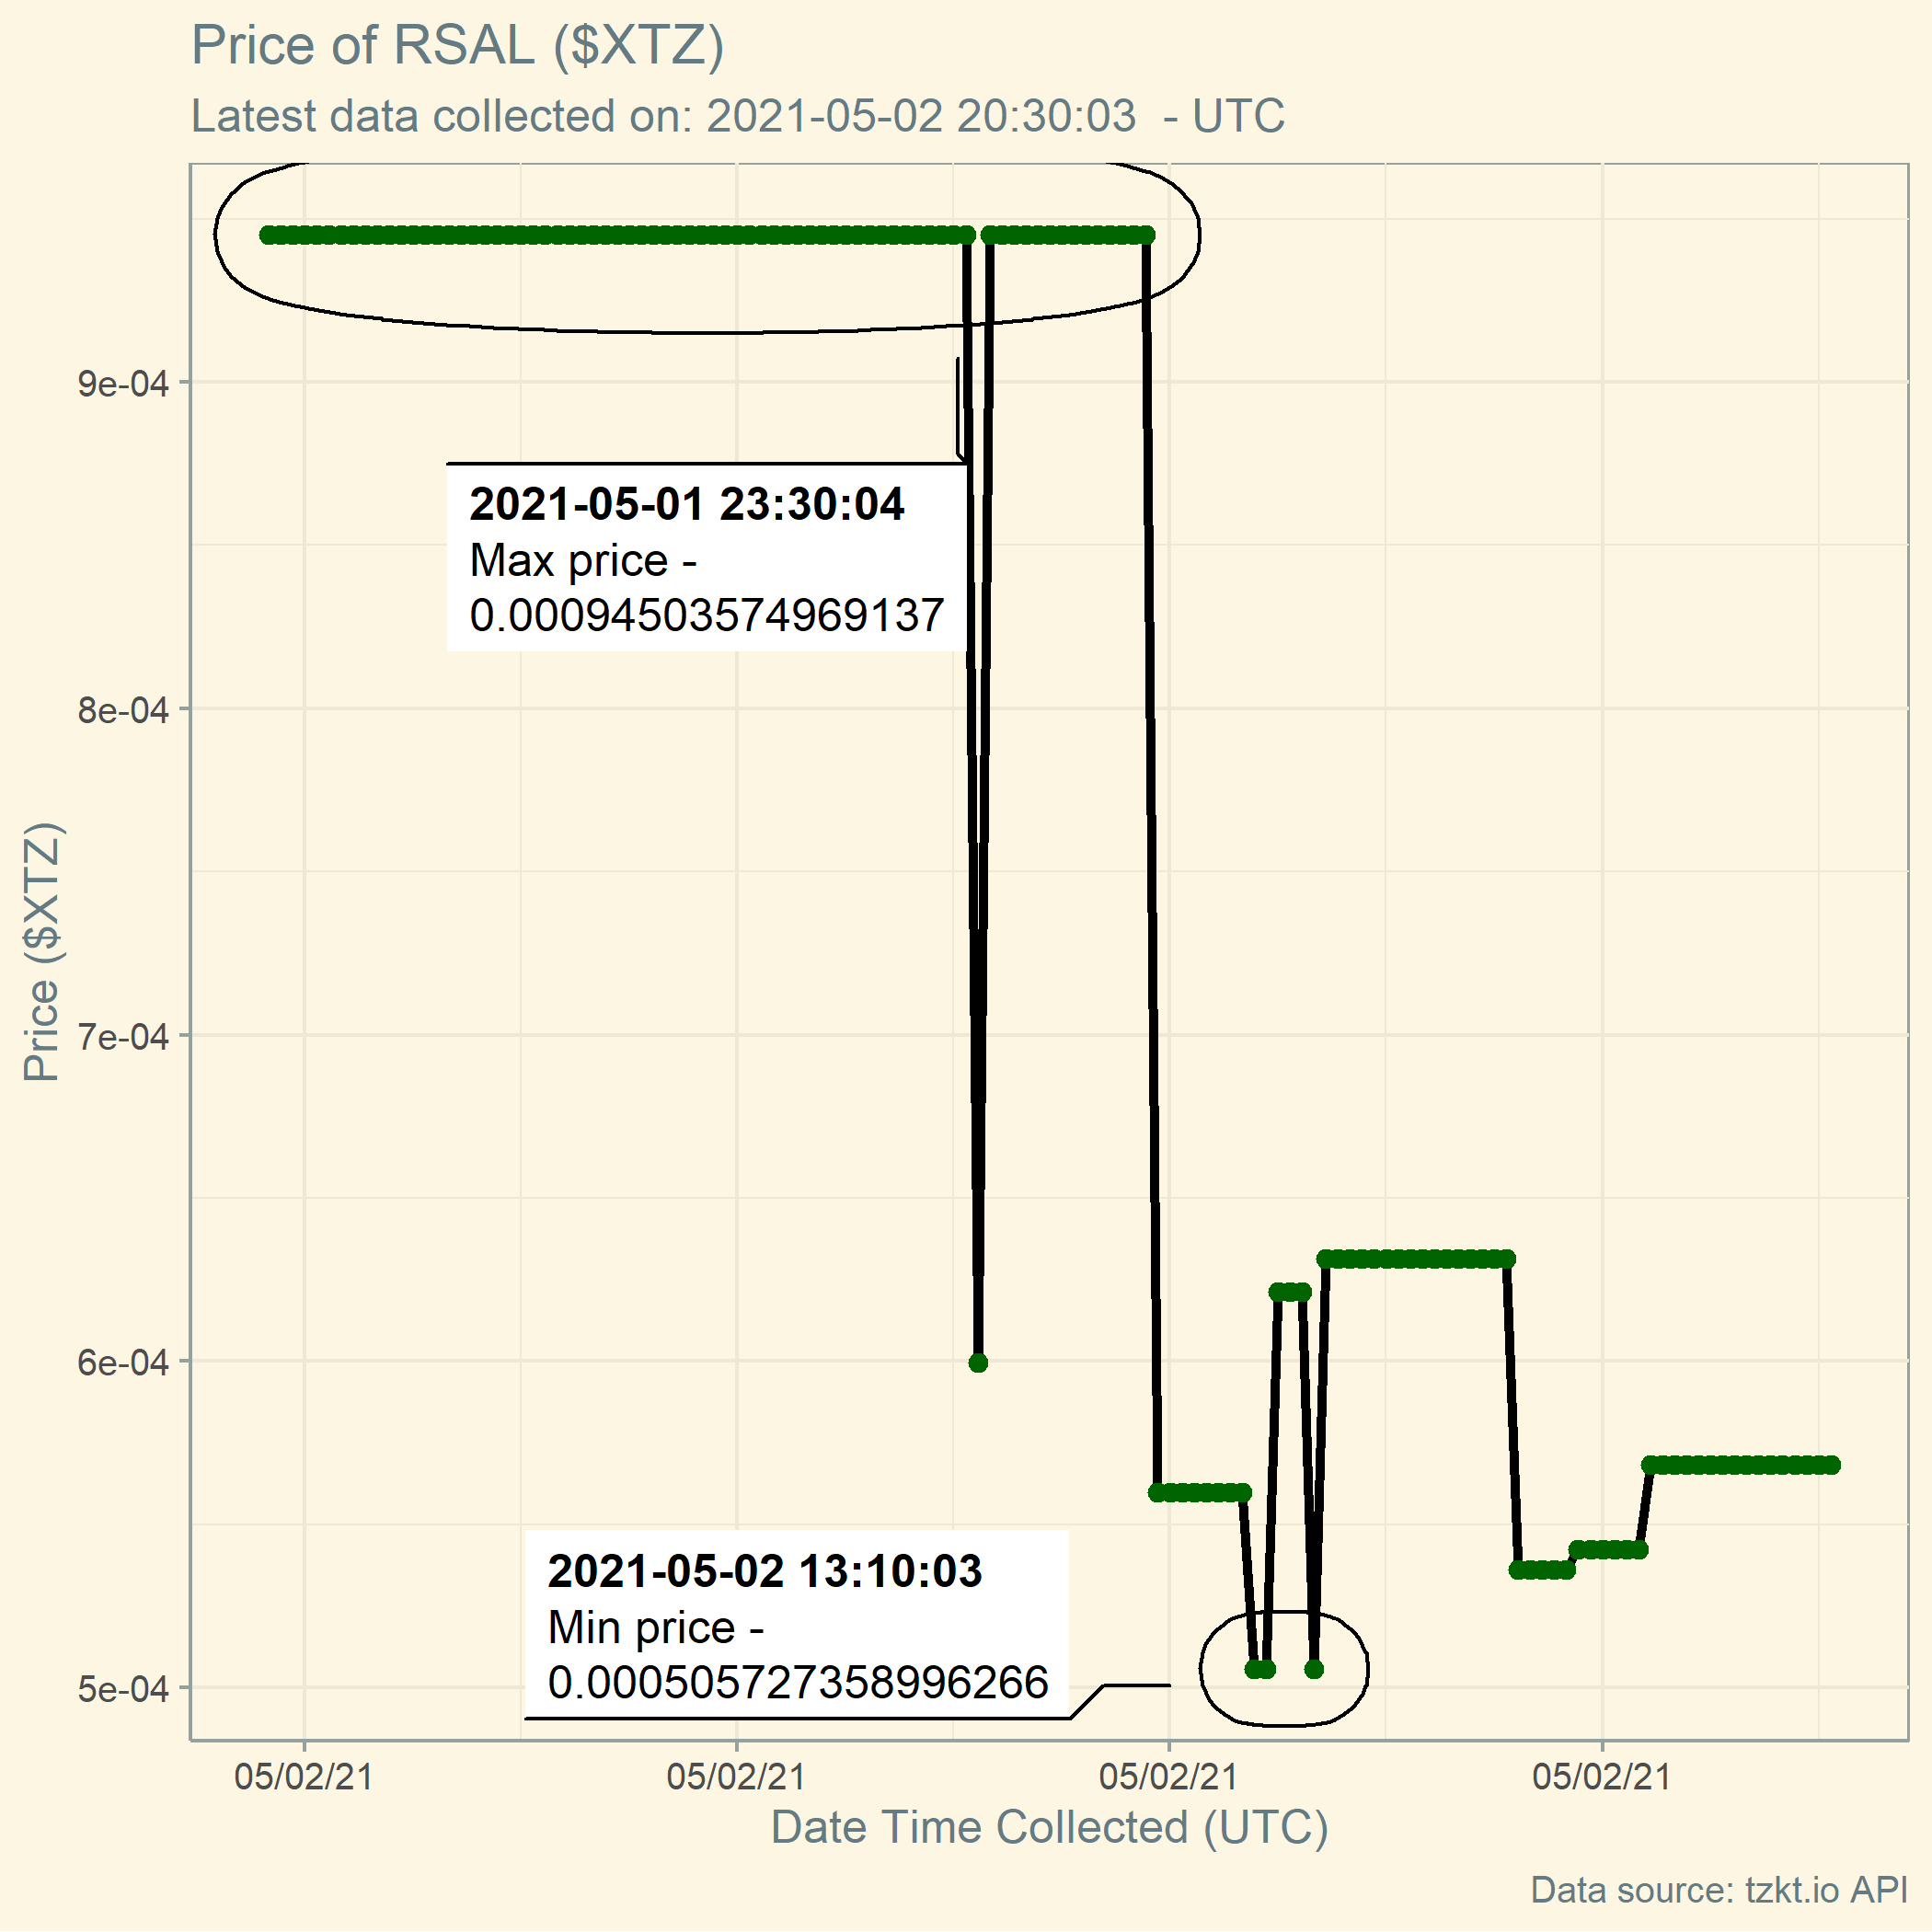 Price of RSAL ($XTZ)
Latest data collected on: 2021-05-02 20:30:03  - UTC
9e-04
8e-04
7e-04
6e-04
5e-04
Price ($XTZ)
2021-05-01 23:30:04
Max price -
0.000945035749691​37
2021-05-02 13:10:03
Min price -
0.000505727358996266
05/02/21
05/02/21
05/02/21
05/02/21
Date Time Collected (UTC)
Data source: tzkt.io API